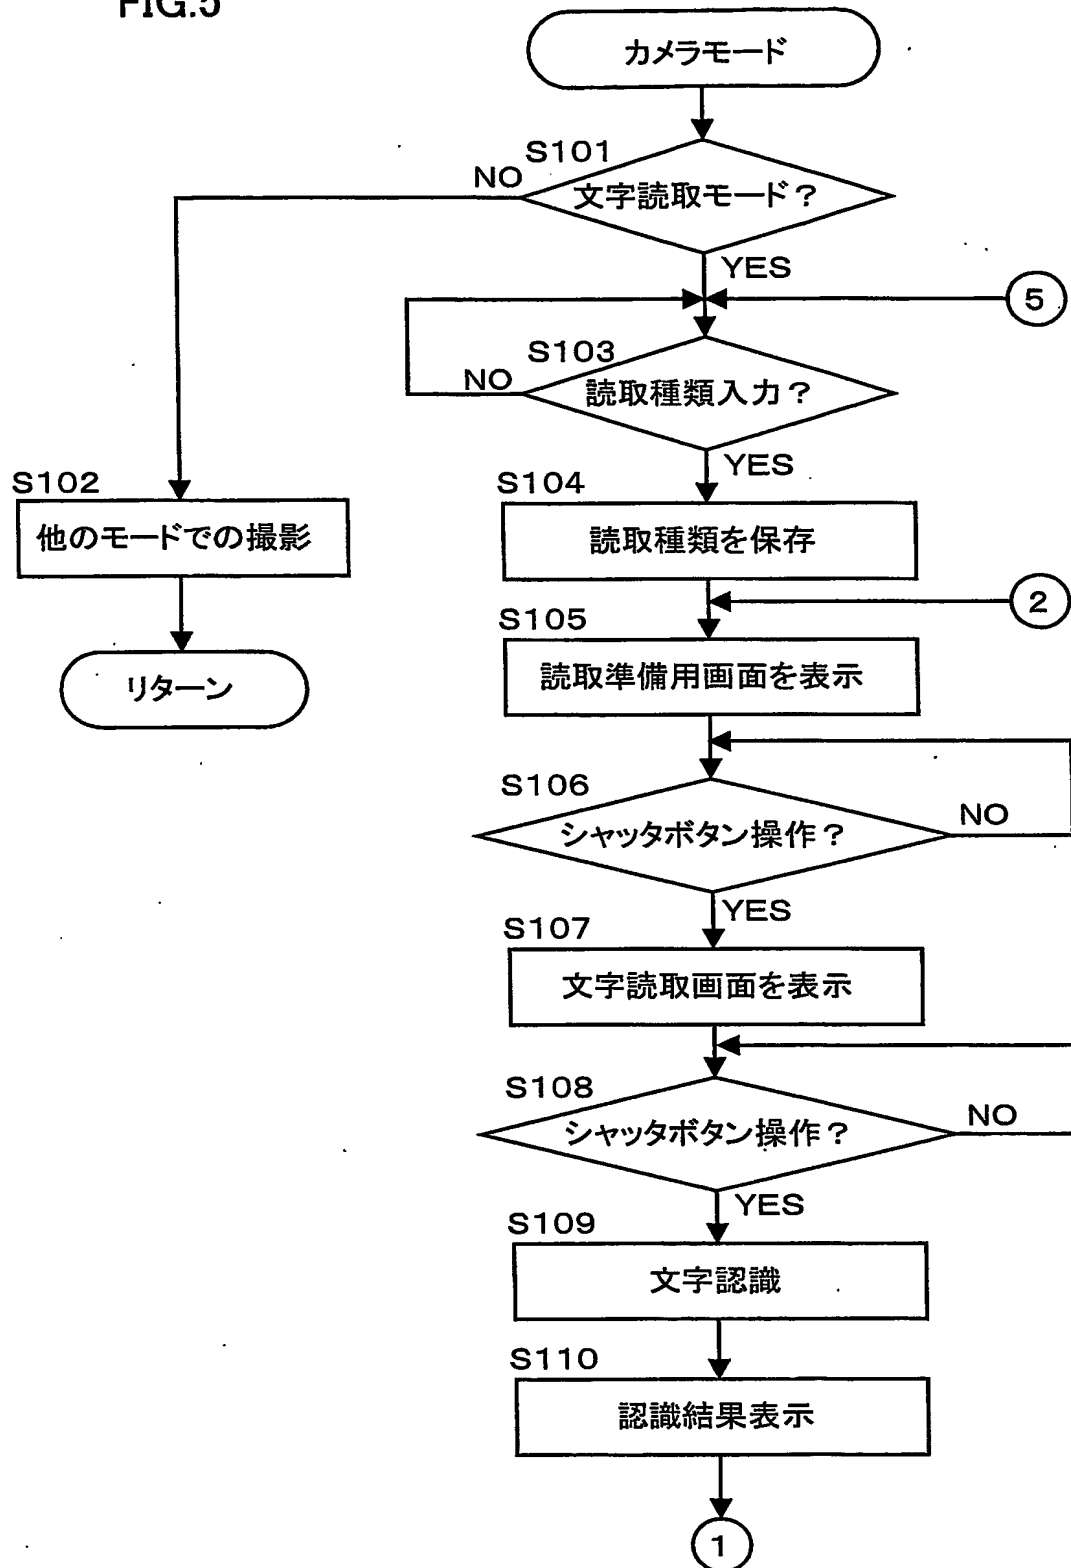 FIG.5
カメラモード
S101
NO
文字読取モード？
YES
5
S103
NO
読取種類入力？
YES
S102
S104
他のモードでの撮影
読取種類を保存
2
S105
リターン
読取準備用画面を表示
S106
NO
シャッタボタン操作？
YES
S107
文字読取画面を表示
S108
NO
シャッタボタン操作？
YES
S109
文字認識
S110
認識結果表示
1